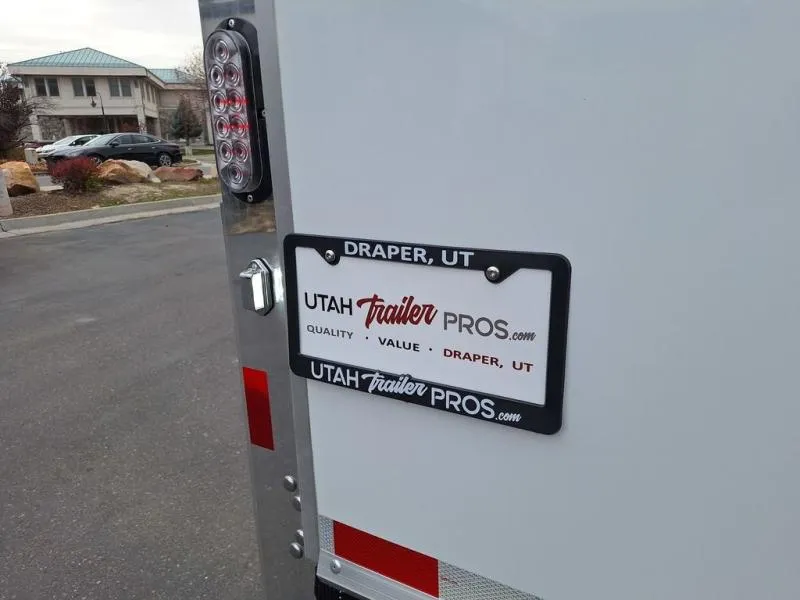 DRAPER, UT
UTAH Trailer PROS.com
QUALITY · VALUE · DRAPER, UT
UTAH Trailer PROS.com